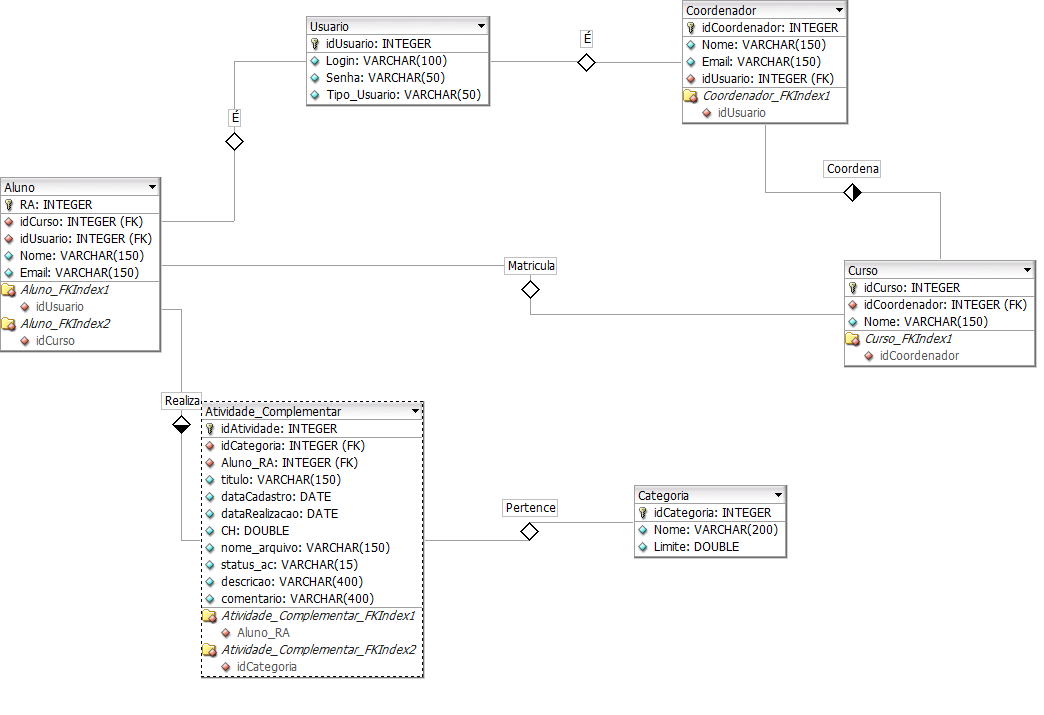 Usuario
idUsuario: INTEGER
Login: VARCHAR(100)
Senha: VARCHAR(50)
Tipo_Usuario: VARCHAR(50)
É
Coordenador
idCoordenador: INTEGER
Nome: VARCHAR(150)
Email: VARCHAR(150)
idUsuario: INTEGER (FK)
Coordenador_FKIndex1
idUsuario
É
Coordena
Aluno
RA: INTEGER
idCurso: INTEGER (FK)
idUsuario: INTEGER (FK)
Nome: VARCHAR(150)
Email: VARCHAR(150)
Aluno_FKIndex1
idUsuario
Aluno_FKIndex2
idCurso
Matricula
Curso
idCurso: INTEGER
idCoordenador: INTEGER (FK)
Nome: VARCHAR(150)
Curso_FKIndex1
idCoordenador
Realiza
Atividade_Complementar
idAtividade: INTEGER
idCategoria: INTEGER (FK)
Aluno_RA: INTEGER (FK)
titulo: VARCHAR(150)
dataCadastro: DATE
dataRealizacao: DATE
CH: DOUBLE
nome_arquivo: VARCHAR(150)
status_ac: VARCHAR(15)
descricao: VARCHAR(400)
comentario: VARCHAR(400)
Atividade_Complementar_FKIndex1
Aluno_RA
Atividade_Complementar_FKIndex2
idCategoria
Pertence
Categoria
idCategoria: INTEGER
Nome: VARCHAR(200)
Limite: DOUBLE